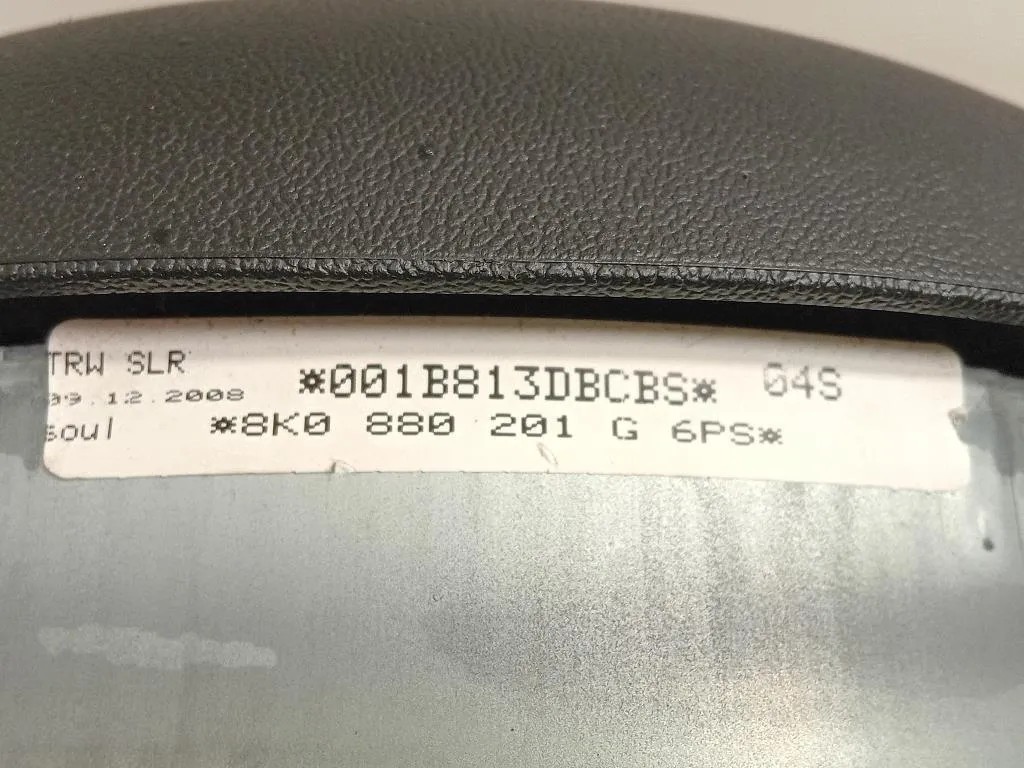 TRW SLR
09.12.2008
soul
*001B813DBCBS* 04S
*8K0 880 201 G 6PS*